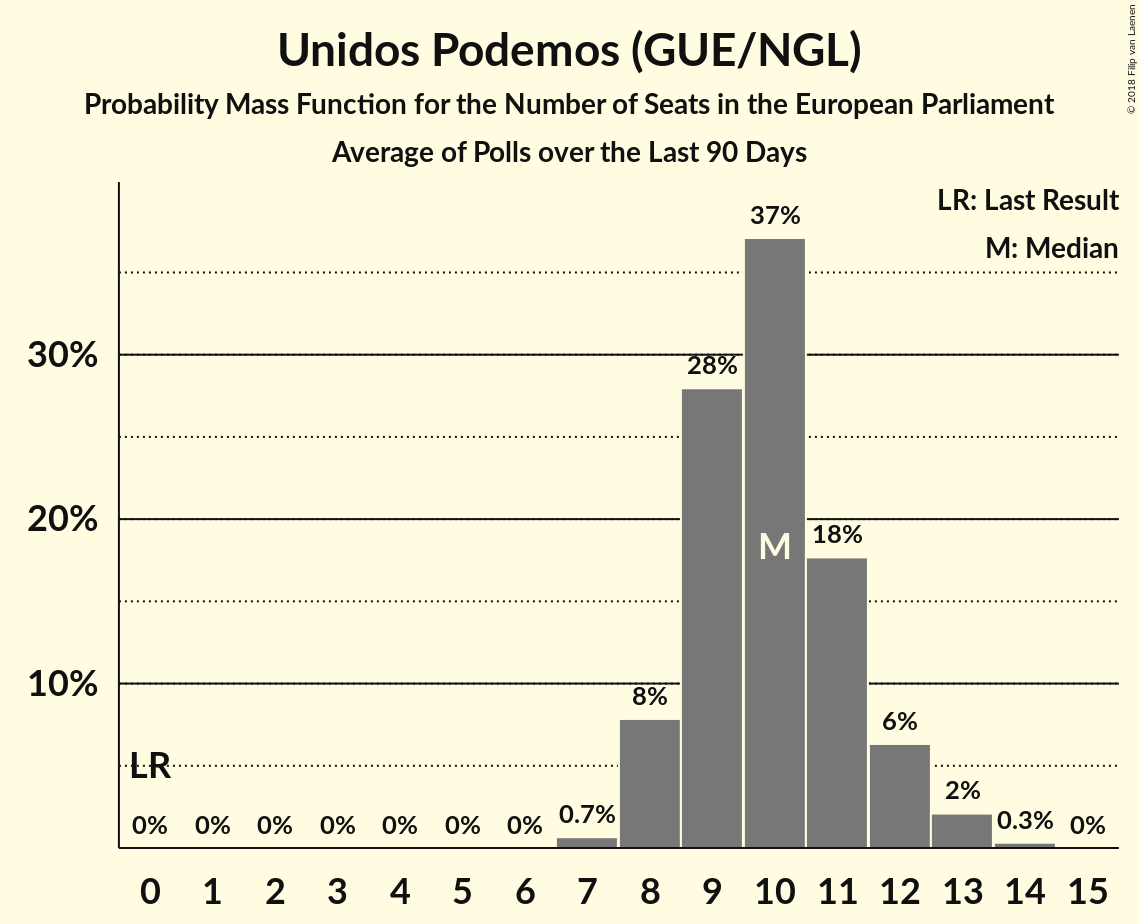 Unidos Podemos (GUE/NGL)
Probability Mass Function for the Number of Seats in the European Parliament
Average of Polls over the Last 90 Days
© 2018 Filip van Laenen
LR: Last Result
M: Median
37%
30%
28%
20%
18%
M
10%
8%
6%
LR
2%
0.7%
0.3%
0% 0% 0% 0% 0% 0% 0% 0%
0 1 2 3 4 5 6 7 8 9 10 11 12 13 14 15